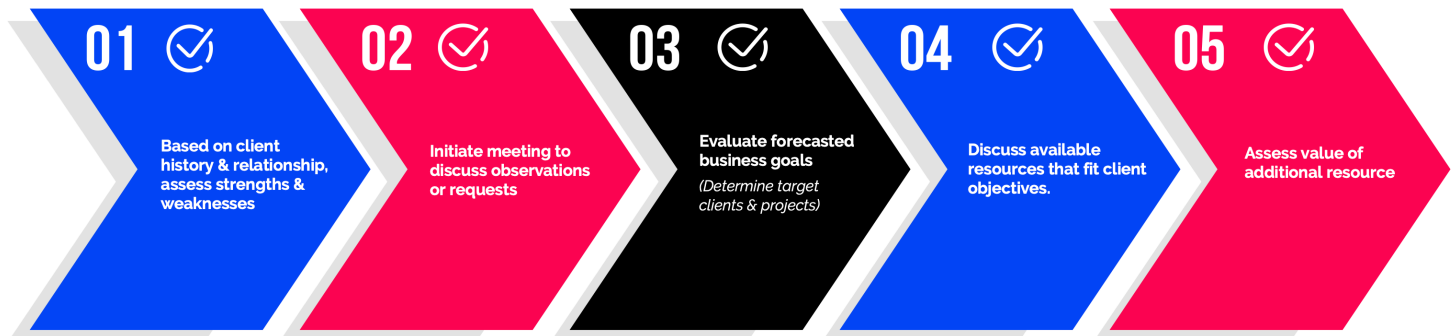 01
Based on client
history & relationship,
assess strengths &
weaknesses
02
Initiate meeting to
discuss observations
or requests
03
Evaluate forecasted
business goals
(Determine target
clients & projects)
04
Discuss available
resources that fit client
objectives.
05
Assess value of
additional resource